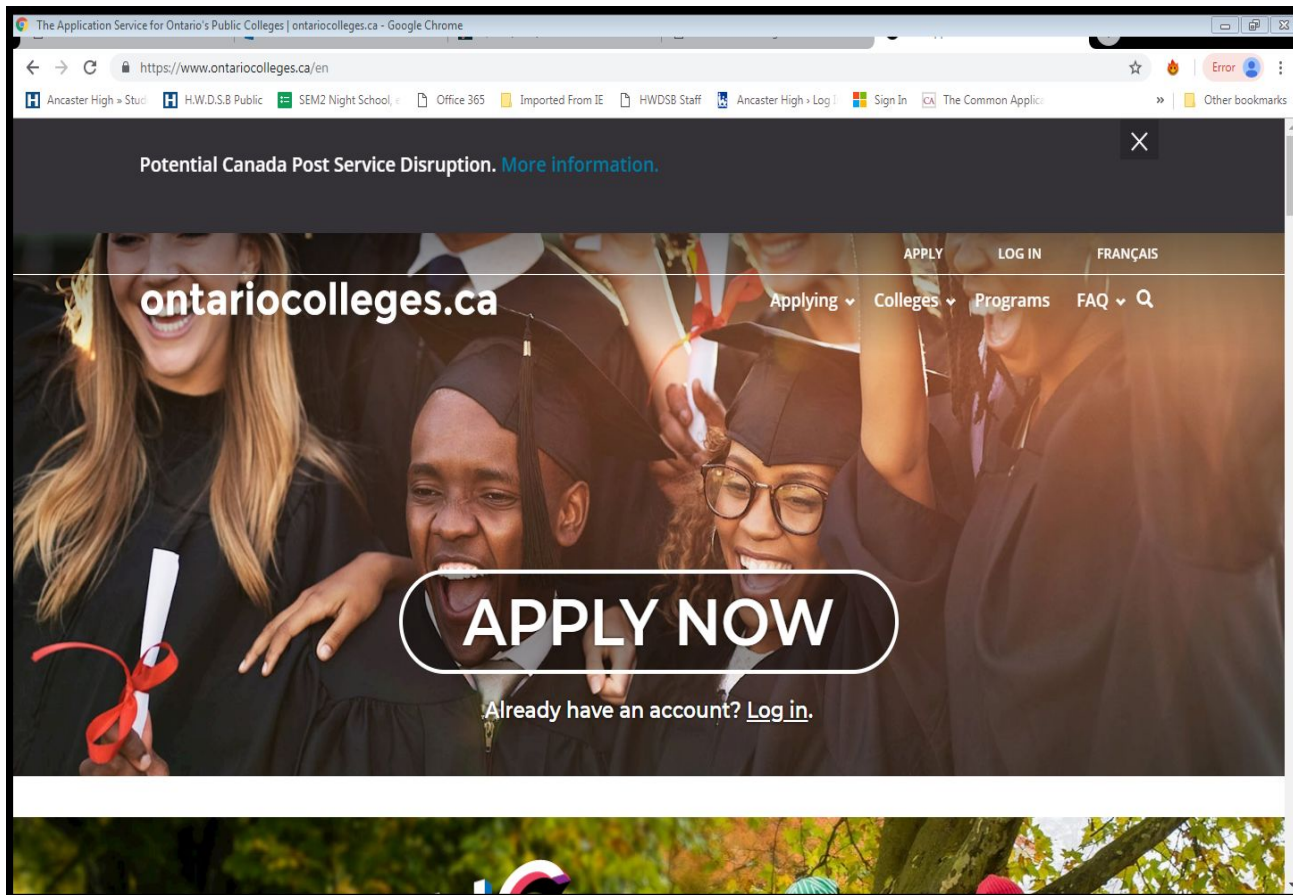 The Application Service for Ontario's Public Colleges | ontariocolleges.ca - Google Chrome
https://www.ontariocolleges.ca/en Error
Ancaster High » Stud H.W.D.S.B Public SEM2 Night School, Office 365 Imported From IE HWDSB Staff Ancaster High › Log Sign In CA The Common Applic » Other bookmarks
Potential Canada Post Service Disruption. More information.
APPLY LOG IN FRANÇAIS
ontariocolleges.ca Applying Colleges Programs FAQ
APPLY NOW
Already have an account? Log in.